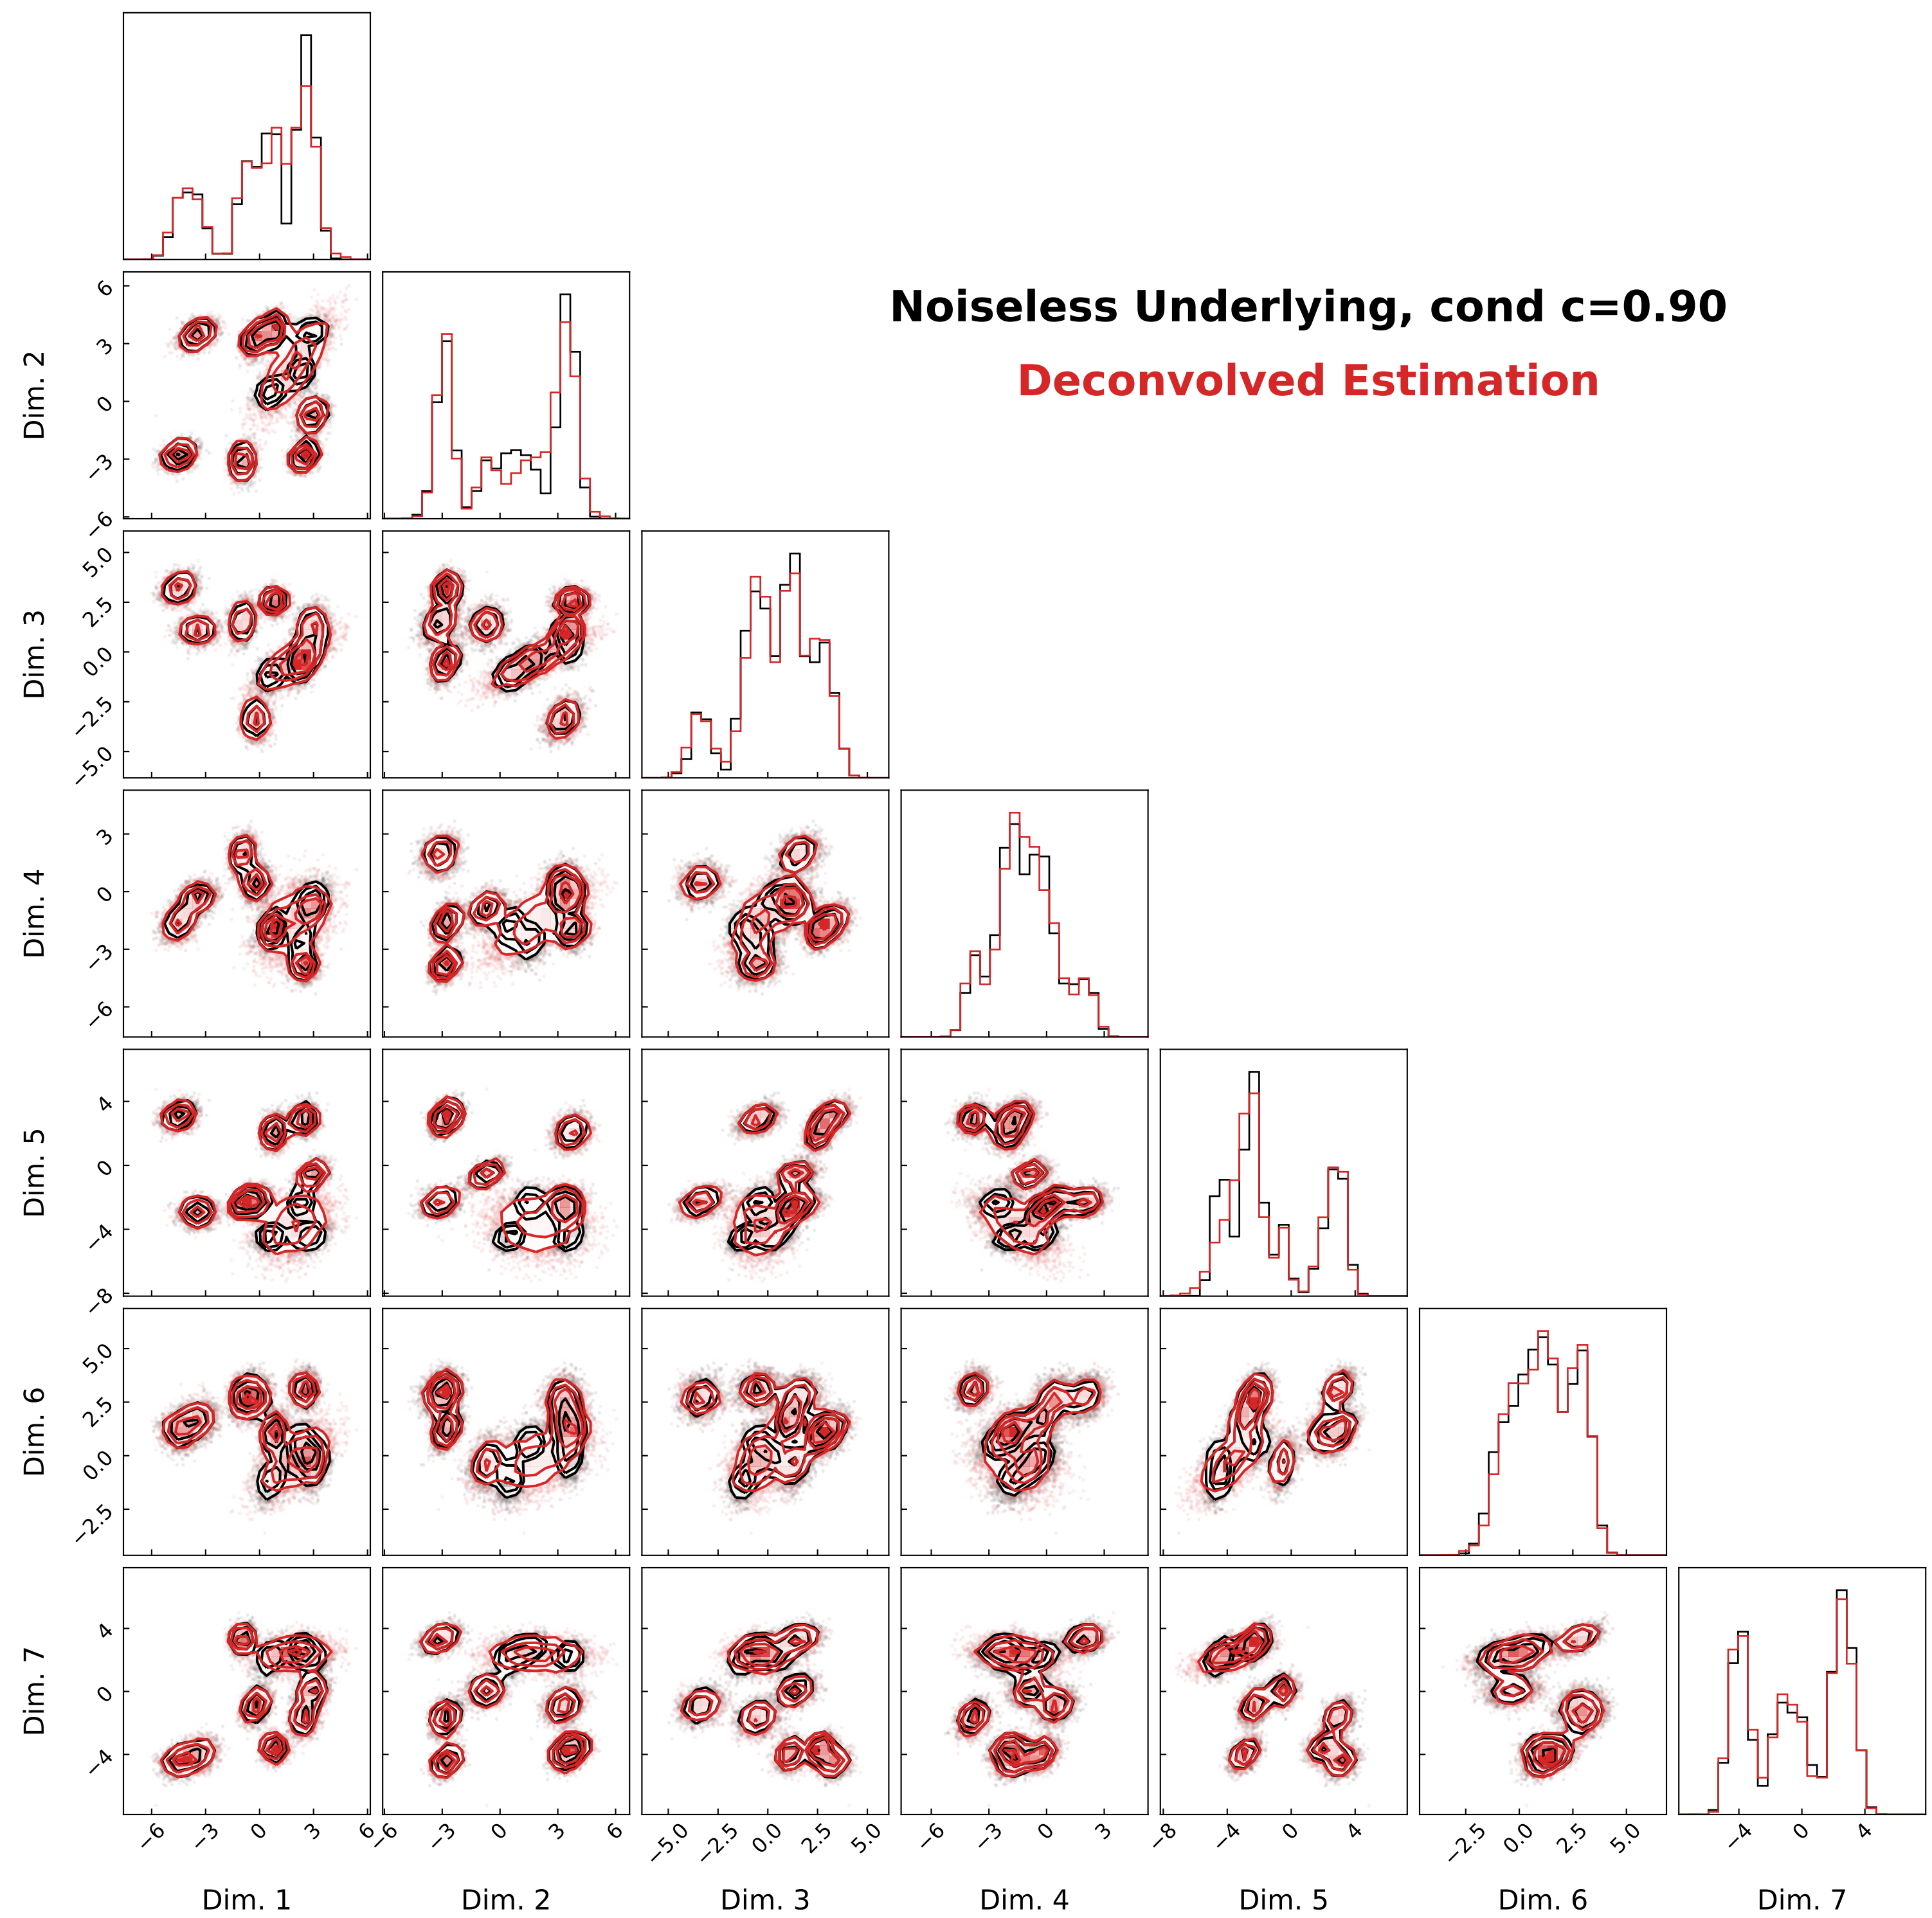 Noiseless Underlying, cond c=0.90
Deconvolved Estimation
6
3
0
−3
−6
Dim. 2
5.0
2.5
0.0
−2.5
−5.0
Dim. 3
3
0
−3
−6
Dim. 4
4
0
−4
−8
Dim. 5
5.0
2.5
0.0
−2.5
Dim. 6
4
0
−4
Dim. 7
−6 −3 0 3 6 −6 −3 0 3 6 −5.0 −2.5 0.0 2.5 5.0 −6 −3 0 3 −8 −4 0 4 −2.5 0.0 2.5 5.0 −4 0 4
Dim. 1 Dim. 2 Dim. 3 Dim. 4 Dim. 5 Dim. 6 Dim. 7